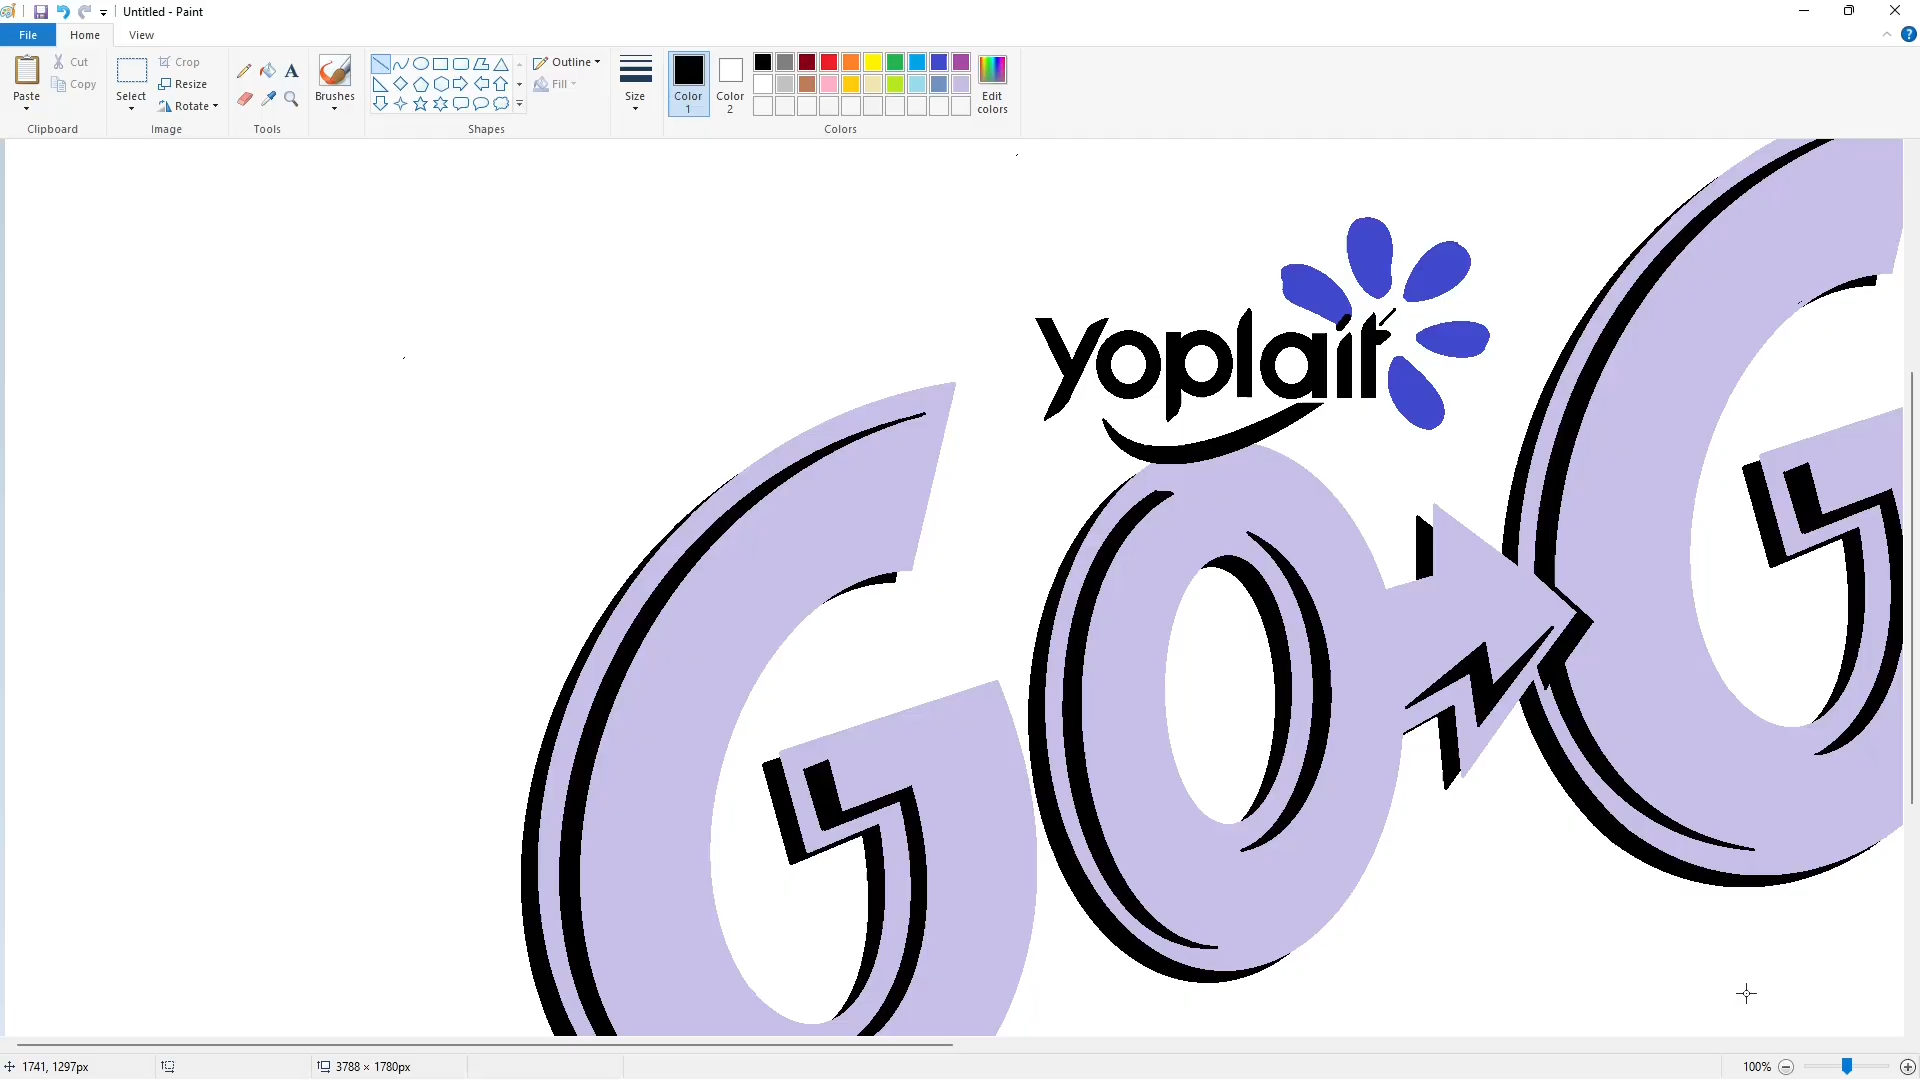 Untitled - Paint
File Home View
Paste
Cut
Copy
Clipboard
Select
Crop
Resize
Rotate
Image
A
Tools
Brushes
Shapes
Outline
Fill
Size
Color 1
Color 2
Colors
Edit colors
?
yoplait
GO
G
1741, 1297px
3788 × 1780px
100%